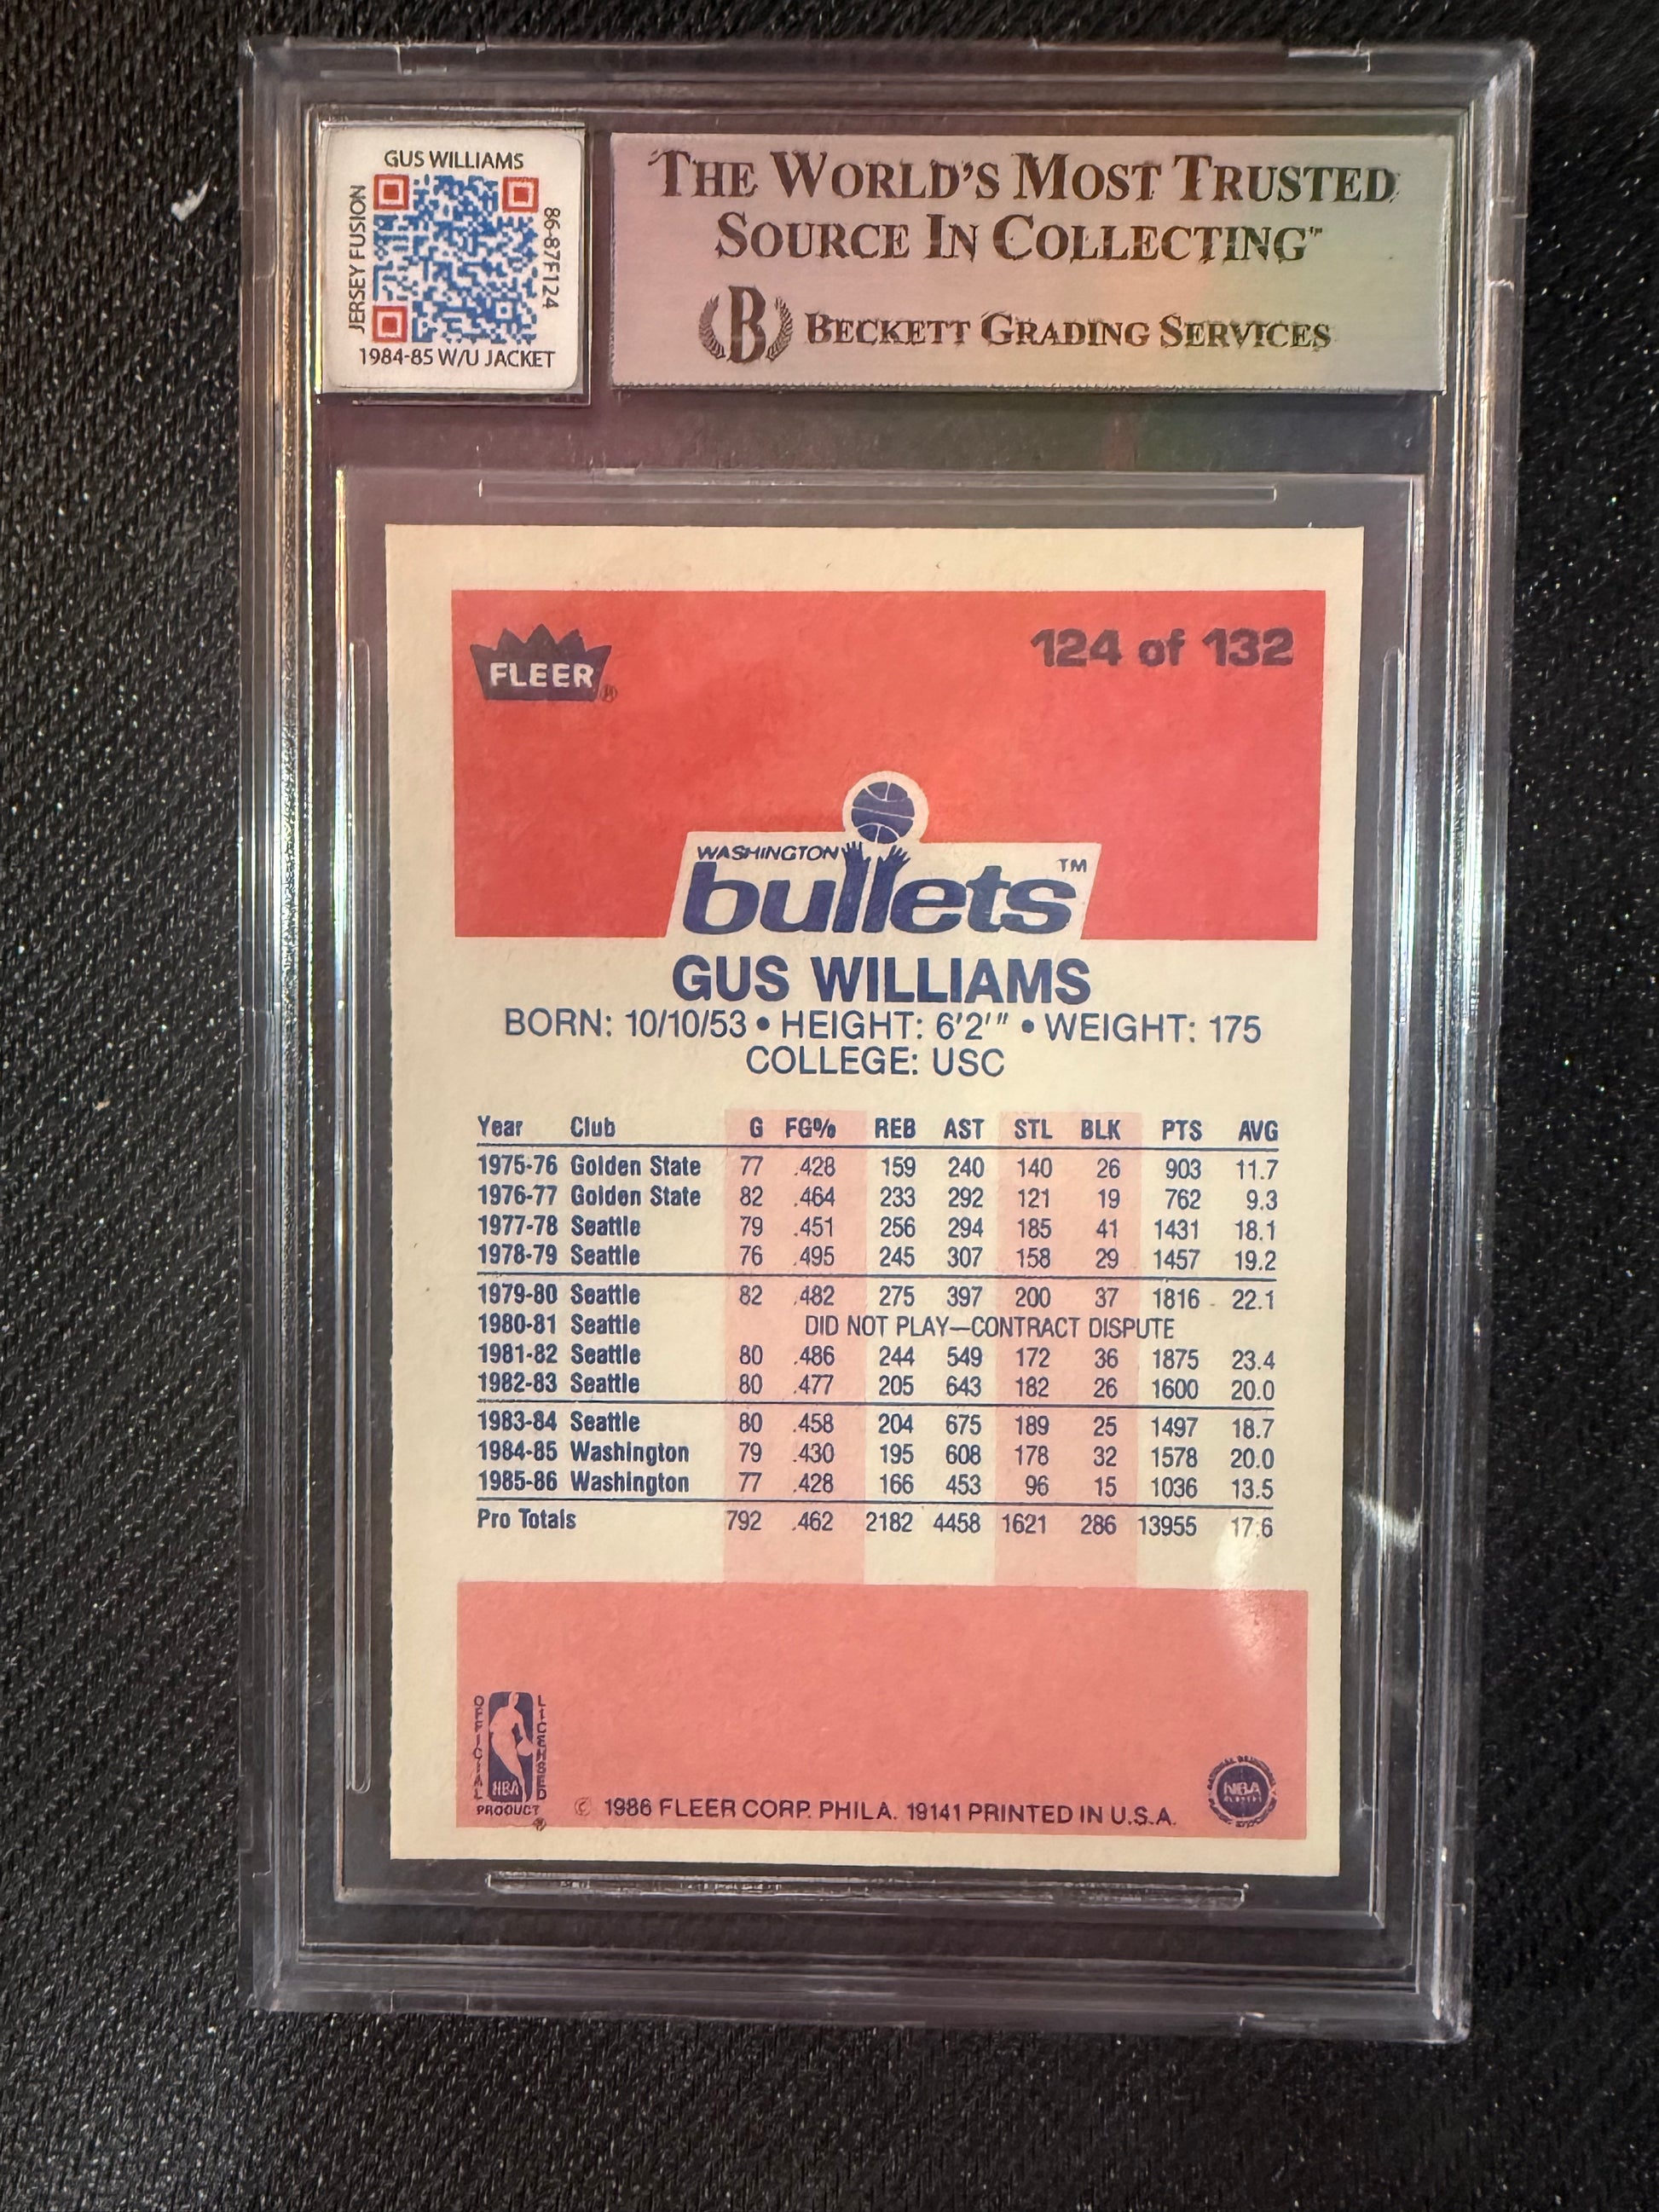 GUS WILLIAMS
JERSEY FUSION
86-87F124
1984-85 W/U JACKET
"THE WORLD'S MOST TRUSTED
SOURCE IN COLLECTING"
B BECKETT GRADING SERVICES
FLEER®
124 of 132
WASHINGTON
bullets™
GUS WILLIAMS
BORN: 10/10/53 • HEIGHT: 6'2'" • WEIGHT: 175
COLLEGE: USC
Year Club G FG% REB AST STL BLK PTS AVG
1975-76 Golden State 77 .428 159 240 140 26 903 11.7
1976-77 Golden State 82 .464 233 292 121 19 762 9.3
1977-78 Seattle 79 .451 256 294 185 41 1431 18.1
1978-79 Seattle 76 .495 245 307 158 29 1457 19.2
1979-80 Seattle 82 .482 275 397 200 37 1816 22.1
1980-81 Seattle DID NOT PLAY—CONTRACT DISPUTE
1981-82 Seattle 80 .486 244 549 172 36 1875 23.4
1982-83 Seattle 80 .477 205 643 182 26 1600 20.0
1983-84 Seattle 80 .458 204 675 189 25 1497 18.7
1984-85 Washington 79 .430 195 608 178 32 1578 20.0
1985-86 Washington 77 .428 166 453 96 15 1036 13.5
Pro Totals 792 .462 2182 4458 1621 286 13955 17.6
OFFICIAL
LICENSED
NBA
PRODUCT
®
© 1986 FLEER CORP. PHILA. 19141 PRINTED IN U.S.A.
NBA